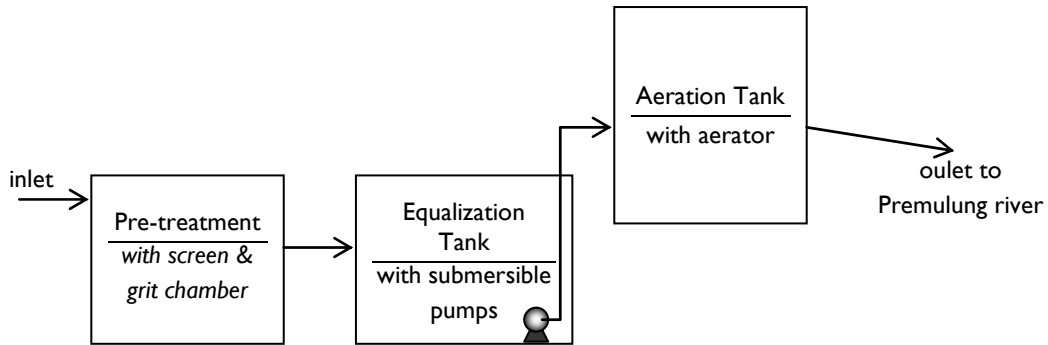 inlet
Pre-treatment
with screen &
grit chamber
Equalization
Tank
with submersible
pumps
Aeration Tank
with aerator
oulet to
Premulung river